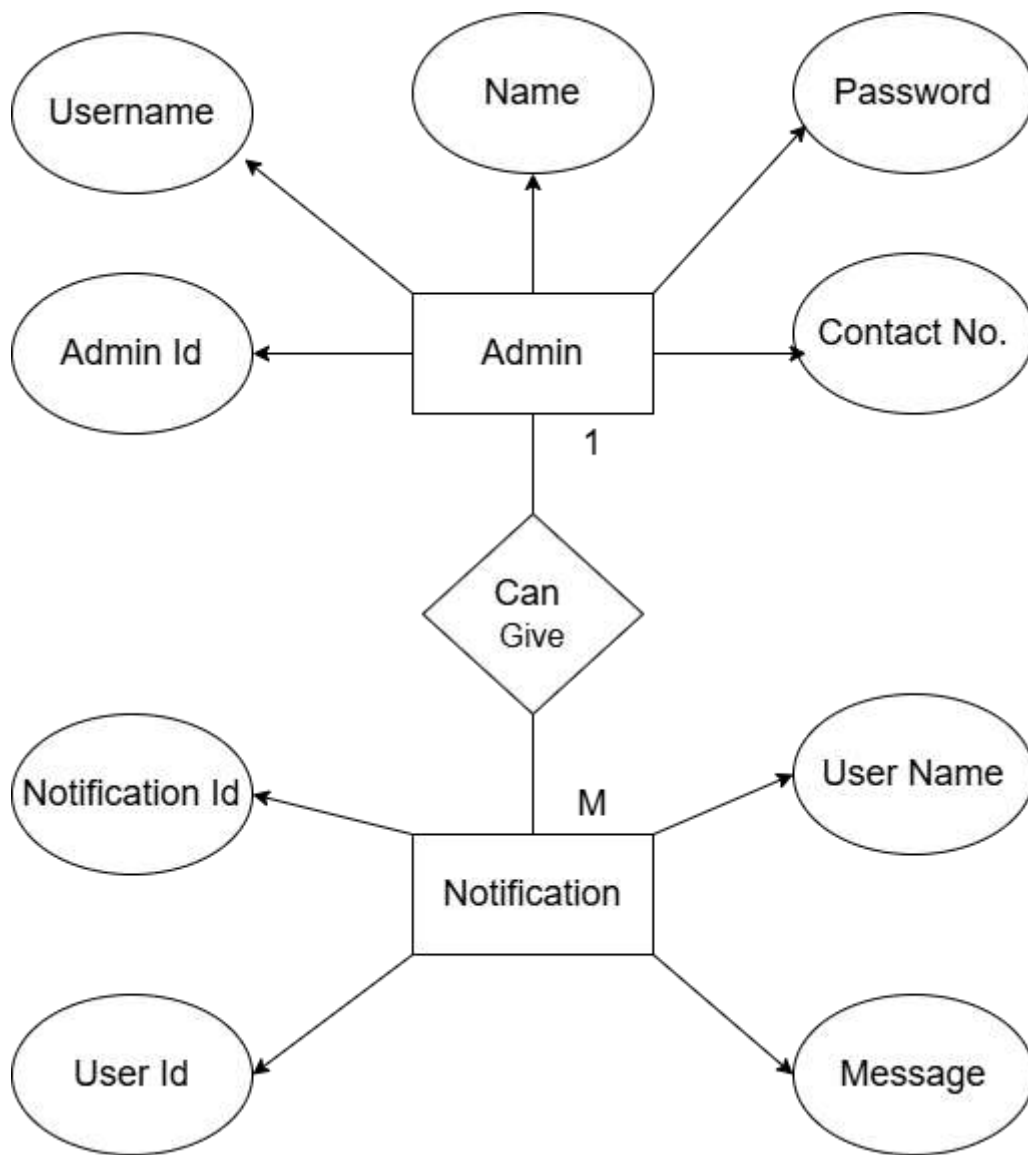 Username
Name
Password
Admin Id
Admin
Contact No.
1
Can
Give
Notification Id
M
User Name
Notification
User Id
Message